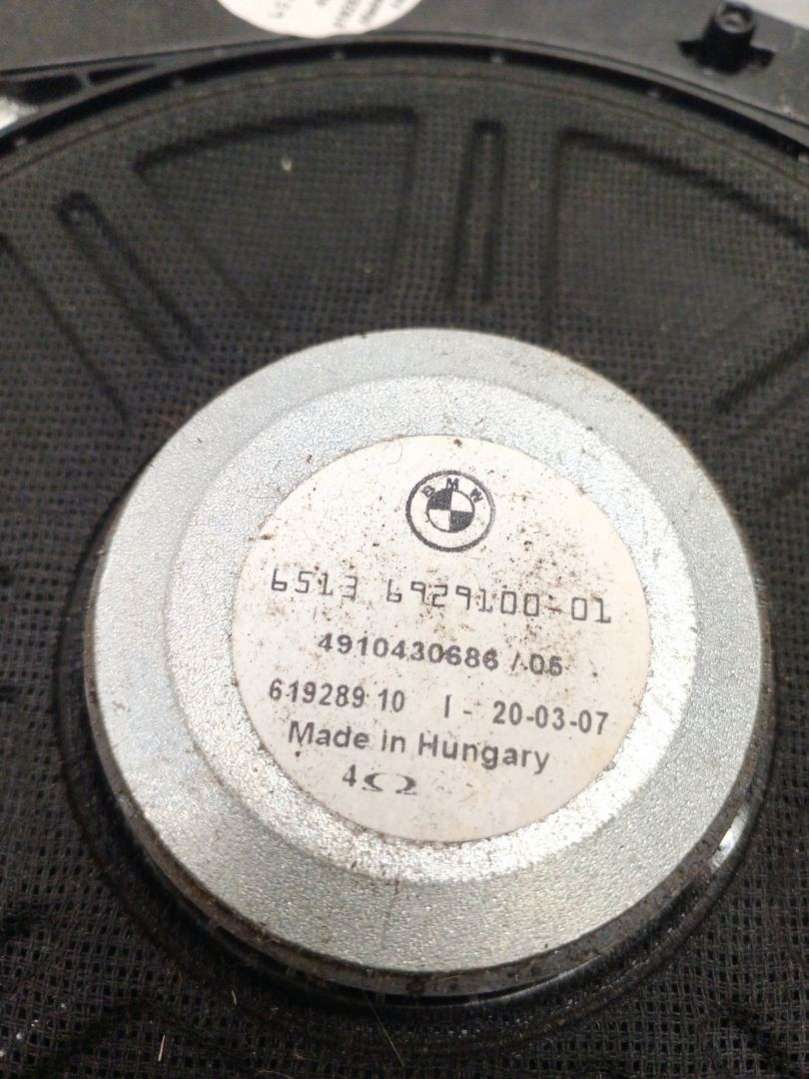 BMW
6513 6929100-01
4910430686 / 05
619289 10 I - 20-03-07
Made in Hungary
4Ω